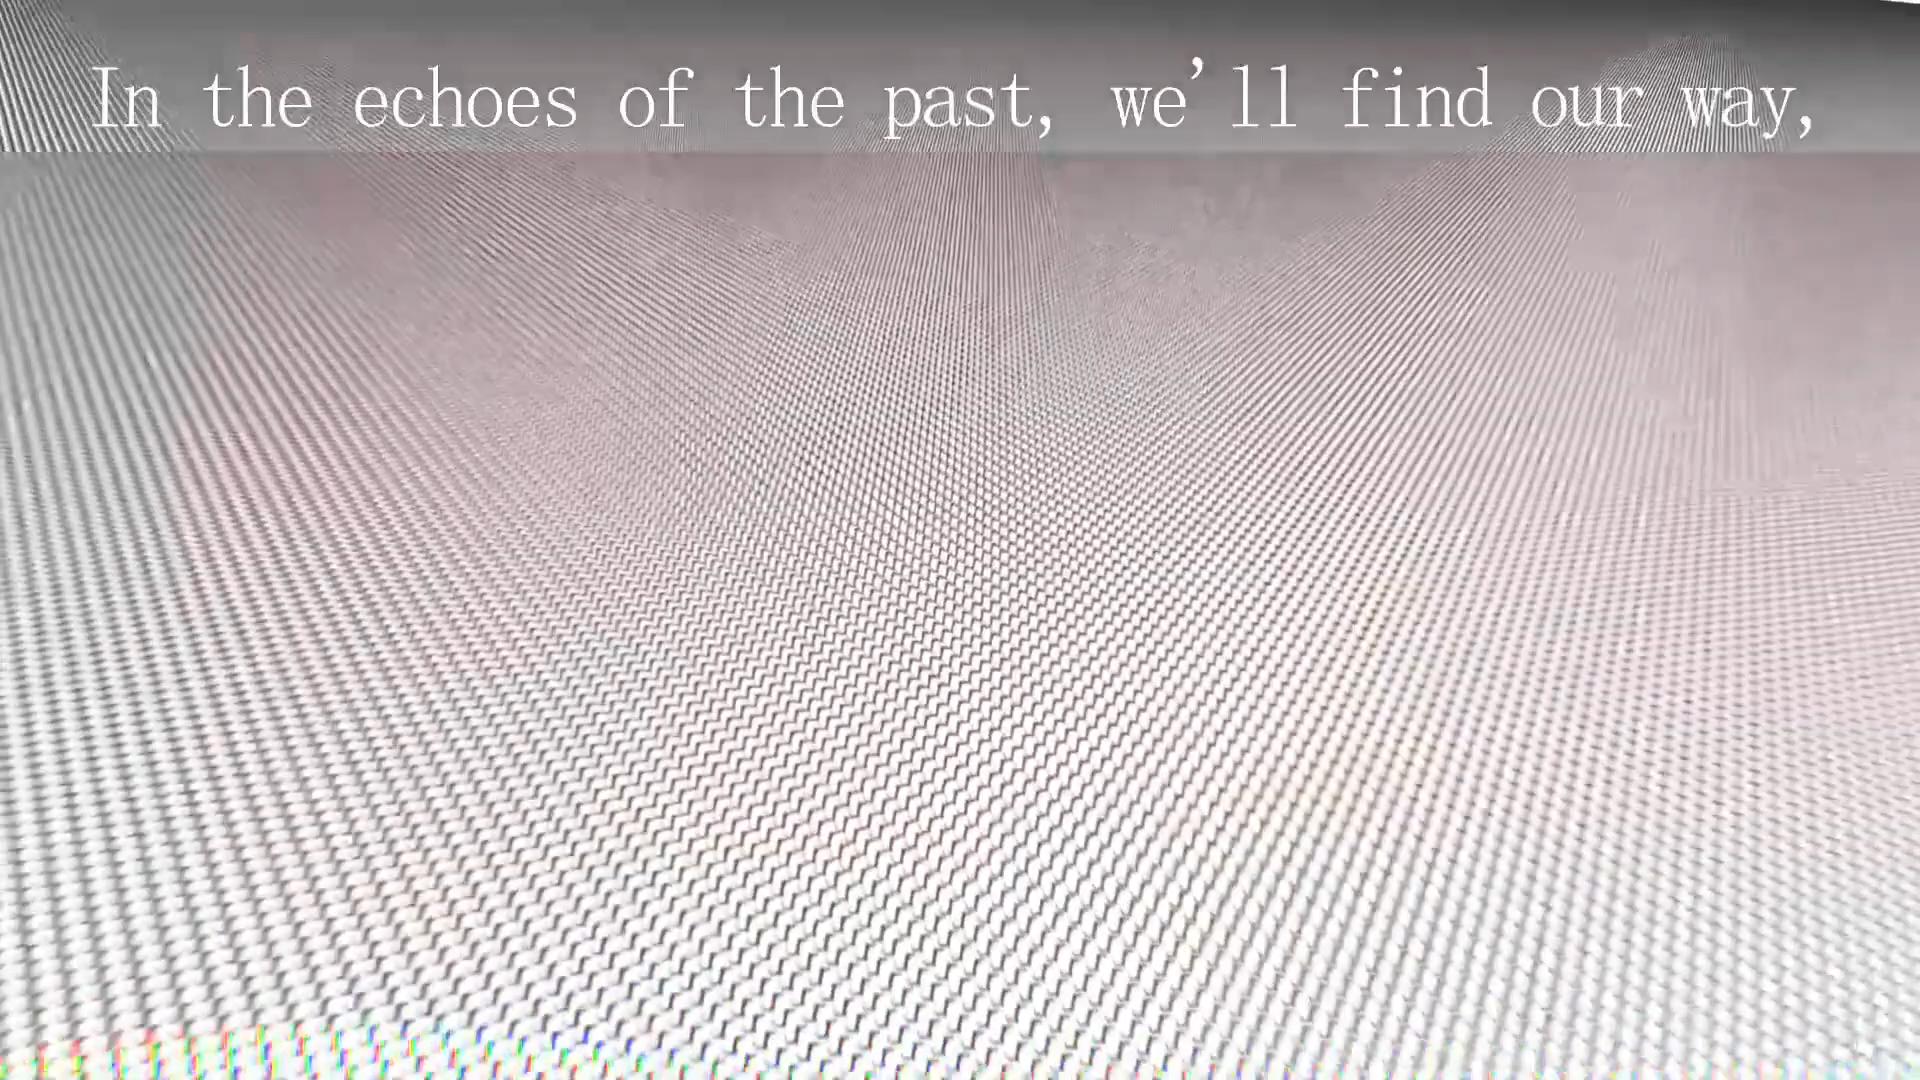 In the echoes of the past, we’ll find our way,